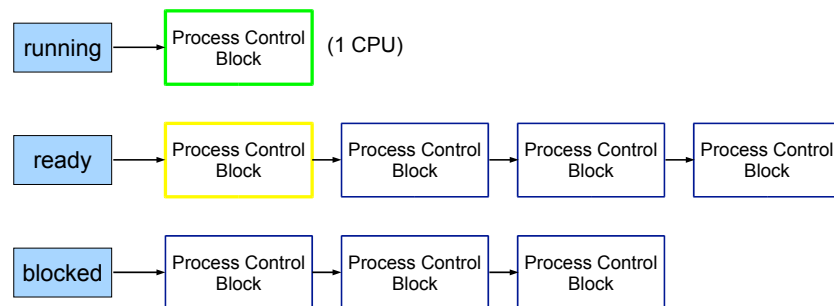 running
Process Control
Block
(1 CPU)
ready
Process Control
Block
Process Control
Block
Process Control
Block
Process Control
Block
blocked
Process Control
Block
Process Control
Block
Process Control
Block